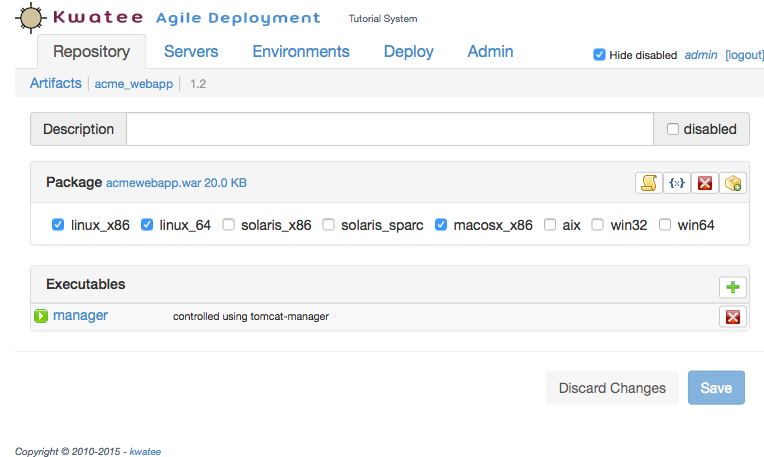 Kwatee Agile Deployment Tutorial System
Repository Servers Environments Deploy Admin Hide disabled admin [logout]
Artifacts acme_webapp 1.2
Description disabled
Package acmewebapp.war 20.0 KB {x}
linux_x86 linux_64 solaris_x86 solaris_sparc macosx_x86 aix win32 win64
Executables
manager controlled using tomcat-manager
Discard Changes Save
Copyright © 2010-2015 - kwatee